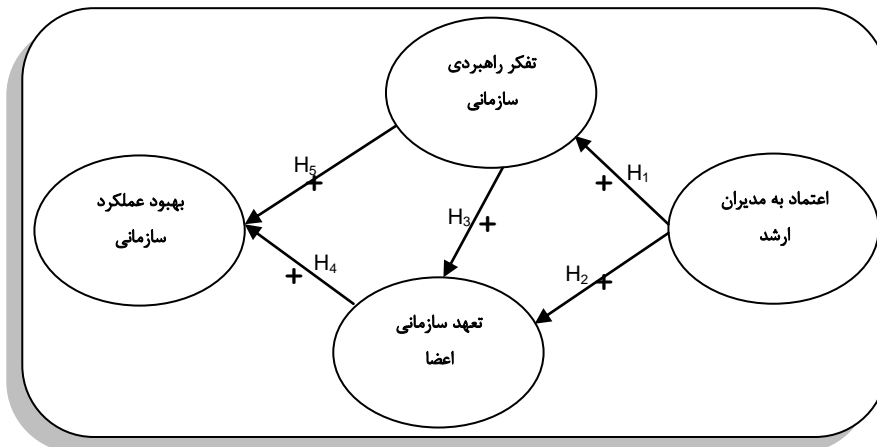 تفکر راهبردی
سازمانی
H₅
+
H₁
+
بهبود عملکرد
سازمانی
H₃
+
اعتماد به مدیران
ارشد
H₄
+
H₂
+
تعهد سازمانی
اعضا